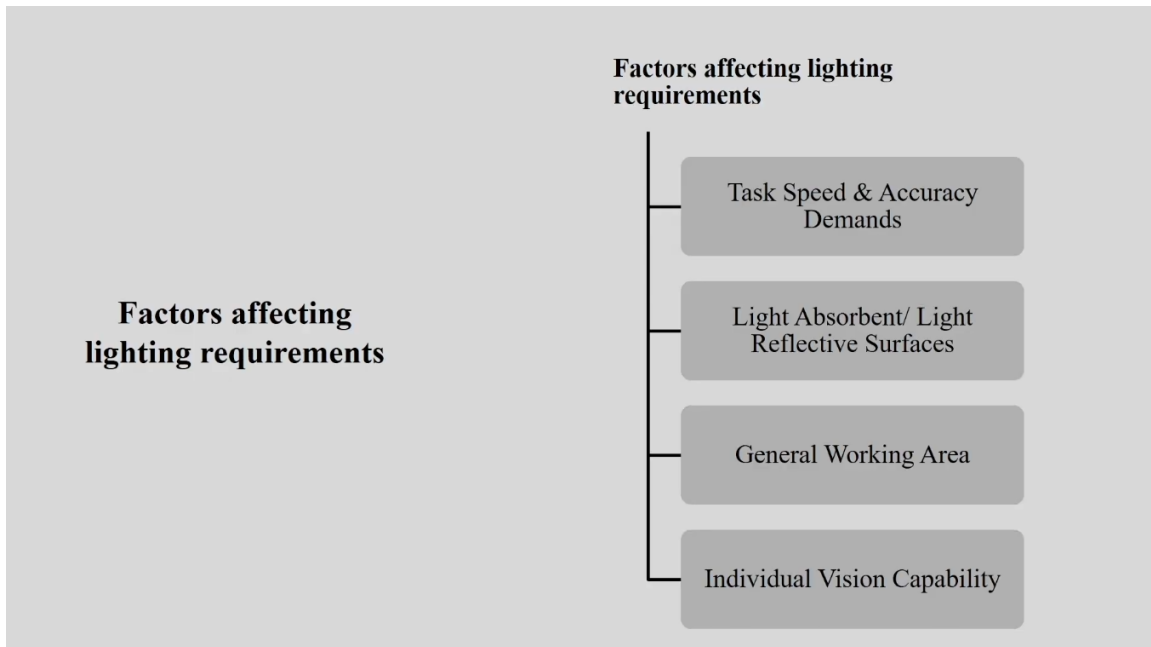 Factors affecting
lighting requirements
Factors affecting lighting
requirements
Task Speed & Accuracy
Demands
Light Absorbent/ Light
Reflective Surfaces
General Working Area
Individual Vision Capability